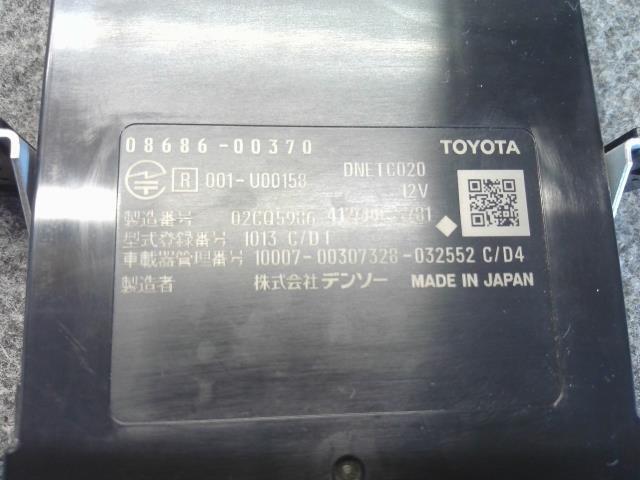 08686-00370 TOYOTA
R 001-U00158 DNETC020
12V
製造番号
型式登録番号 1013 C/D1
車載器管理番号 10007-00307328-032552 C/D4
製造者 株式会社 デンソー MADE IN JAPAN